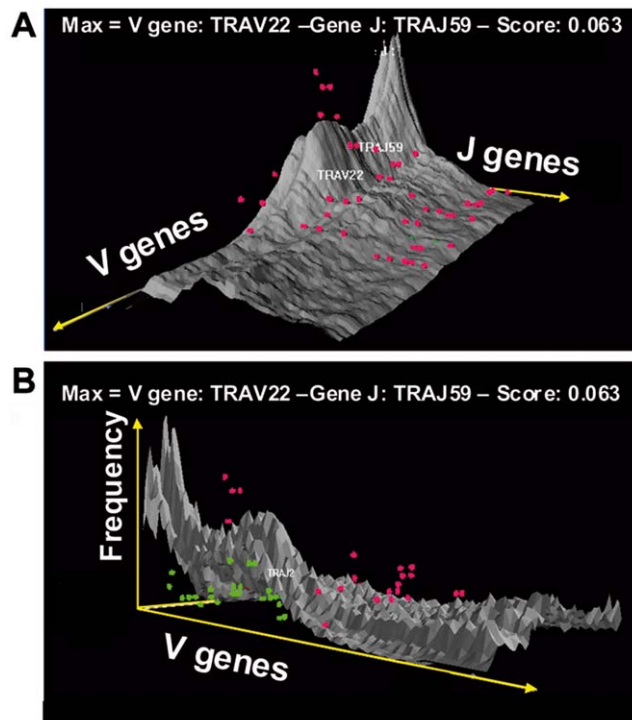 A
Max = V gene: TRAV22 –Gene J: TRAJ59 – Score: 0.063
TRAJ59
TRAV22
J genes
V genes
B
Max = V gene: TRAV22 –Gene J: TRAJ59 – Score: 0.063
Frequency
TRAJ2
V genes